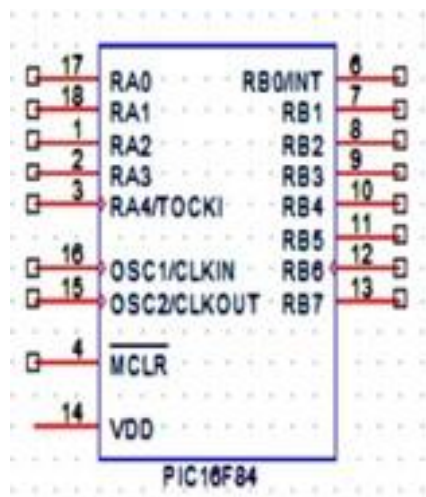 17 RA0 RB0/INT 6
18 RA1 RB1 7
1 RA2 RB2 8
2 RA3 RB3 9
3 RA4/TOCKI RB4 10
RB5 11
16 OSC1/CLKIN RB6 12
15 OSC2/CLKOUT RB7 13
4 MCLR
14 VDD
PIC16F84